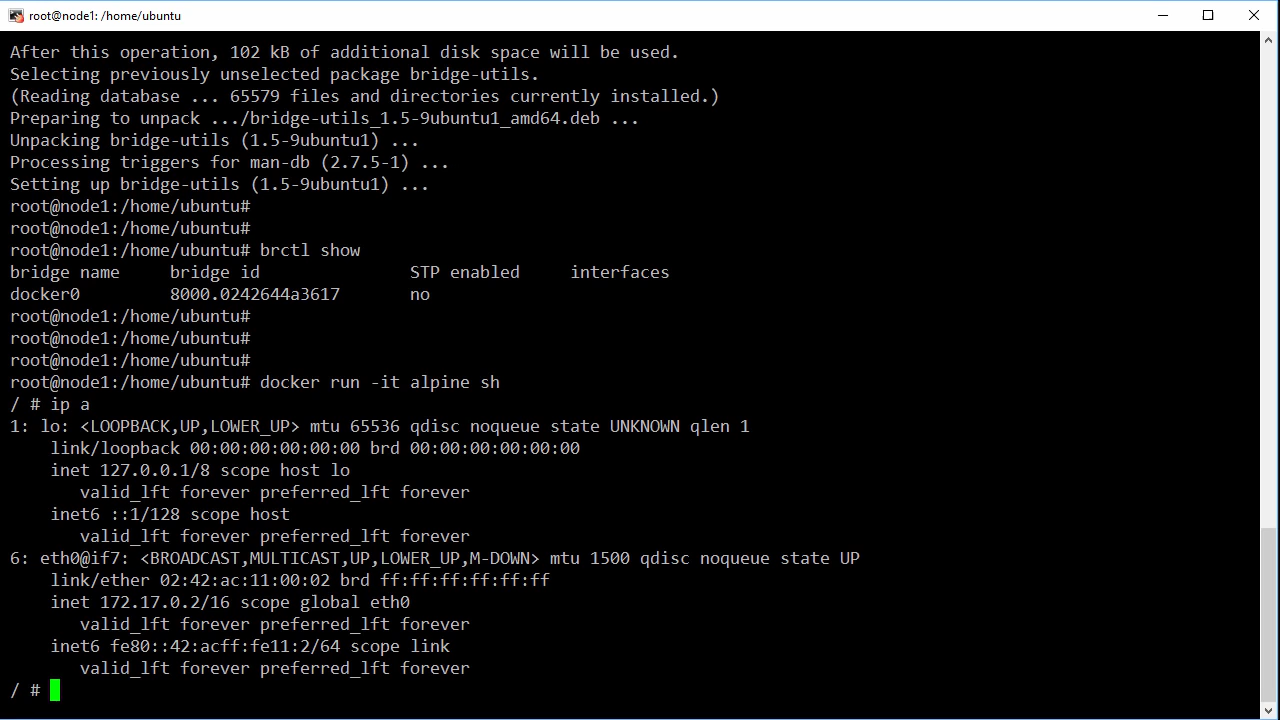 root@node1: /home/ubuntu
After this operation, 102 kB of additional disk space will be used.
Selecting previously unselected package bridge-utils.
(Reading database ... 65579 files and directories currently installed.)
Preparing to unpack .../bridge-utils_1.5-9ubuntu1_amd64.deb ...
Unpacking bridge-utils (1.5-9ubuntu1) ...
Processing triggers for man-db (2.7.5-1) ...
Setting up bridge-utils (1.5-9ubuntu1) ...
root@node1:/home/ubuntu#
root@node1:/home/ubuntu#
root@node1:/home/ubuntu# brctl show
bridge name     bridge id               STP enabled     interfaces
docker0         8000.0242644a3617       no
root@node1:/home/ubuntu#
root@node1:/home/ubuntu#
root@node1:/home/ubuntu#
root@node1:/home/ubuntu# docker run -it alpine sh
/ # ip a
1: lo: <LOOPBACK,UP,LOWER_UP> mtu 65536 qdisc noqueue state UNKNOWN qlen 1
    link/loopback 00:00:00:00:00:00 brd 00:00:00:00:00:00
    inet 127.0.0.1/8 scope host lo
       valid_lft forever preferred_lft forever
    inet6 ::1/128 scope host
       valid_lft forever preferred_lft forever
6: eth0@if7: <BROADCAST,MULTICAST,UP,LOWER_UP,M-DOWN> mtu 1500 qdisc noqueue state UP
    link/ether 02:42:ac:11:00:02 brd ff:ff:ff:ff:ff:ff
    inet 172.17.0.2/16 scope global eth0
       valid_lft forever preferred_lft forever
    inet6 fe80::42:acff:fe11:2/64 scope link
       valid_lft forever preferred_lft forever
/ #